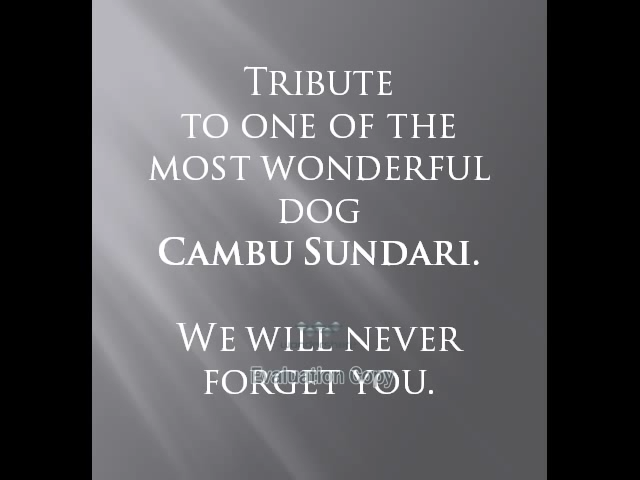 Tribute
to one of the
most wonderful
dog
Cambu Sundari.
We will never
forget you.
Evaluation Copy